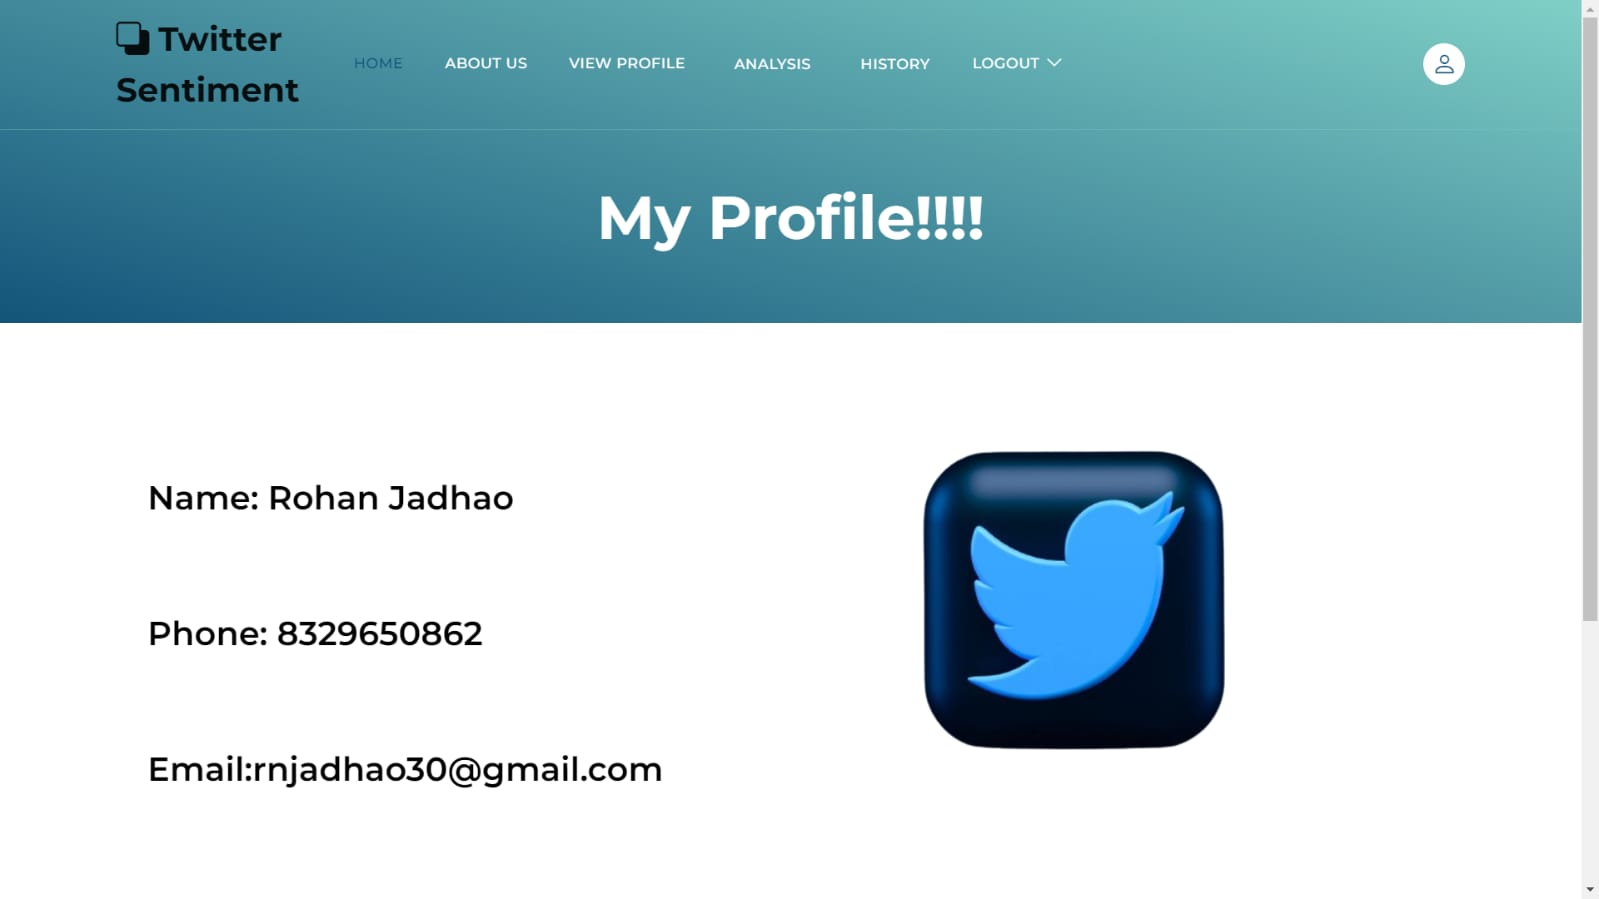 Twitter
Sentiment
HOME
ABOUT US
VIEW PROFILE
ANALYSIS
HISTORY
LOGOUT
My Profile!!!!
Name: Rohan Jadhao
Phone: 8329650862
Email:rnjadhao30@gmail.com